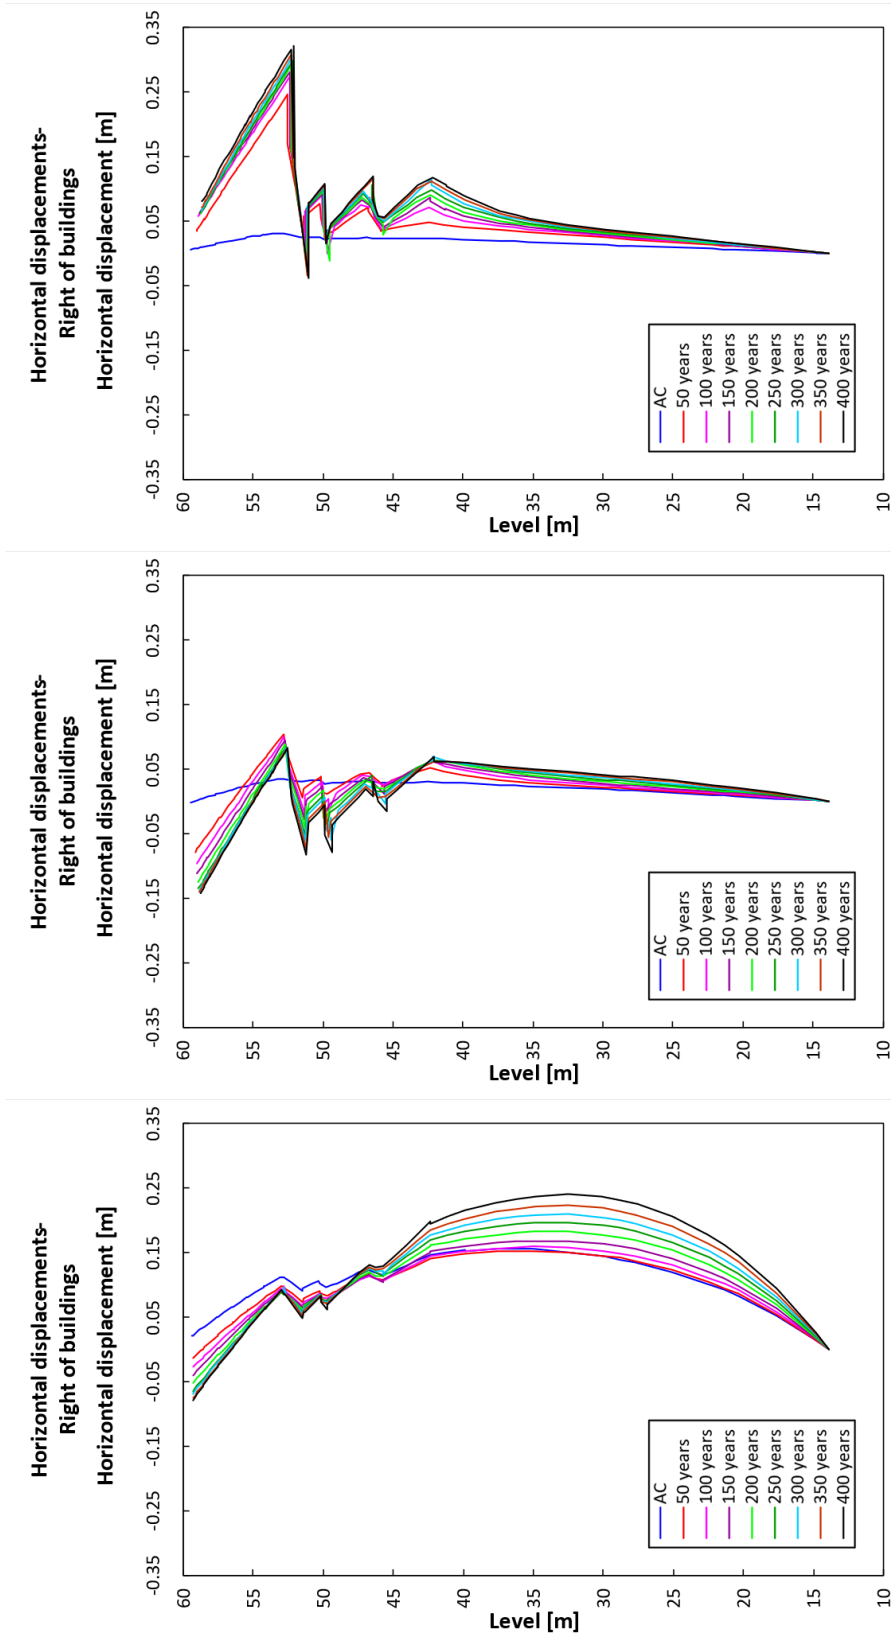 Horizontal displacements-
Right of buildings
Horizontal displacement [m]
-0.35 -0.25 -0.15 -0.05 0.05 0.15 0.25 0.35
60
55
50
45
40
35
30
25
20
15
10
Level [m]
AC
50 years
100 years
150 years
200 years
250 years
300 years
350 years
400 years
Horizontal displacements-
Right of buildings
Horizontal displacement [m]
-0.35 -0.25 -0.15 -0.05 0.05 0.15 0.25 0.35
60
55
50
45
40
35
30
25
20
15
10
Level [m]
AC
50 years
100 years
150 years
200 years
250 years
300 years
350 years
400 years
Horizontal displacements-
Right of buildings
Horizontal displacement [m]
-0.35 -0.25 -0.15 -0.05 0.05 0.15 0.25 0.35
60
55
50
45
40
35
30
25
20
15
10
Level [m]
AC
50 years
100 years
150 years
200 years
250 years
300 years
350 years
400 years